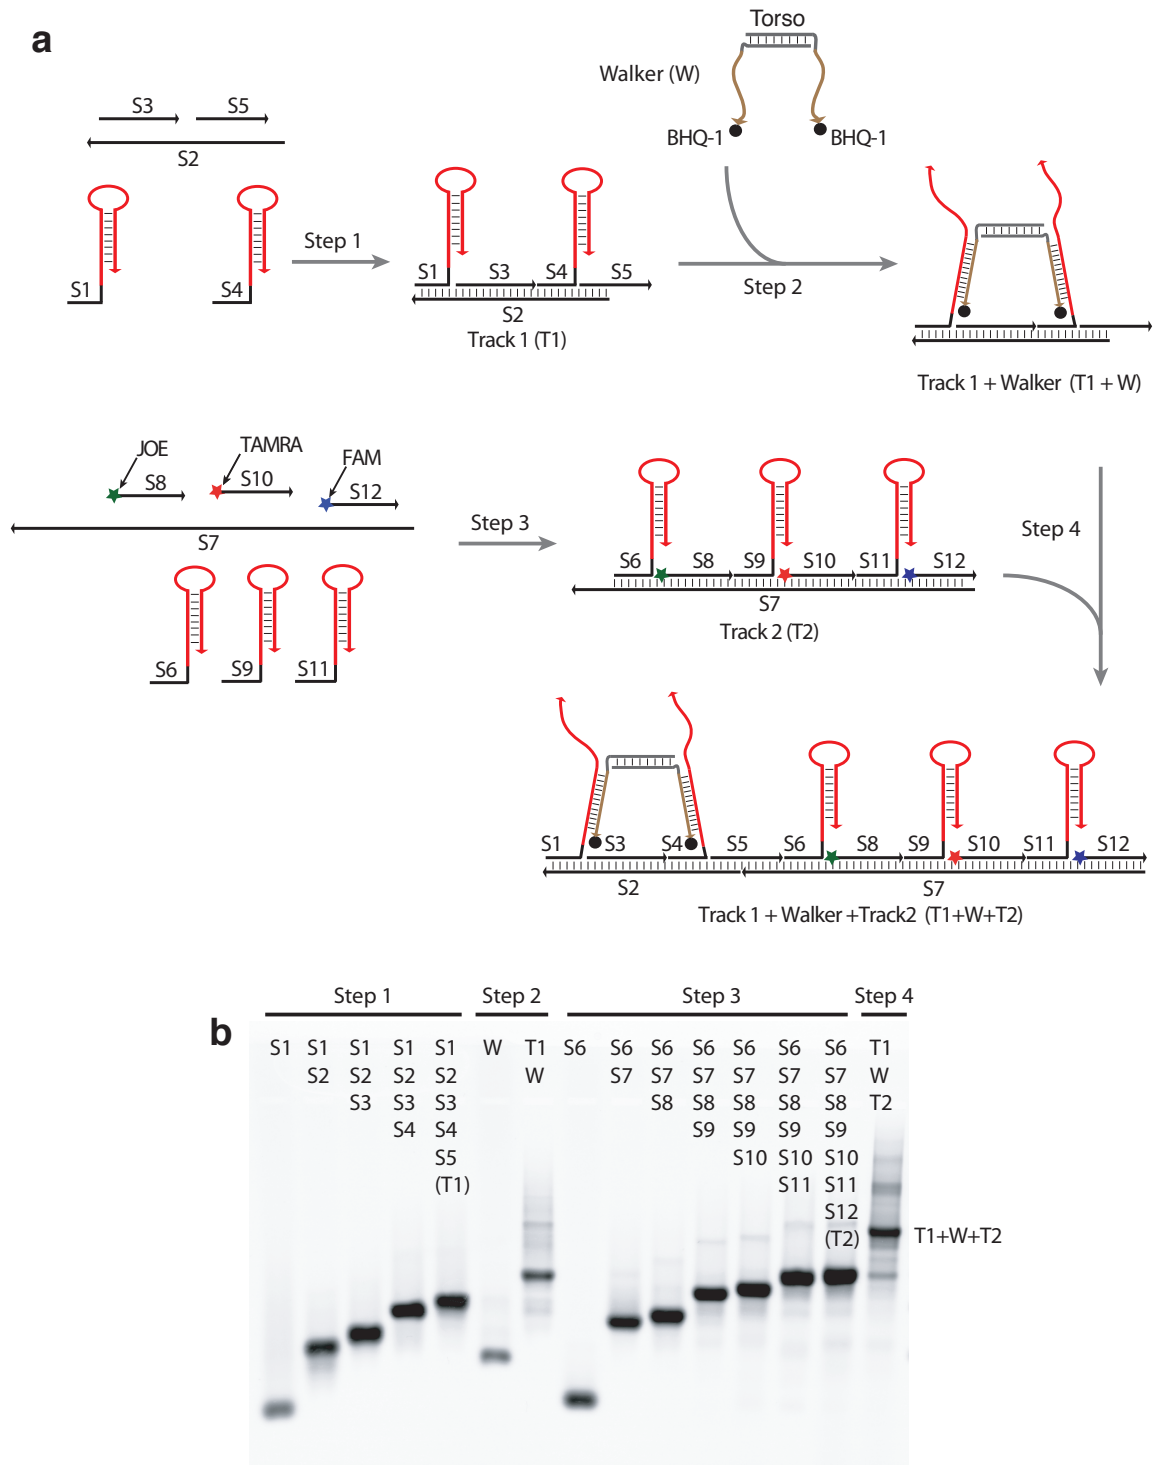 a
Torso
Walker (W)
BHQ-1
BHQ-1
S3
S5
S2
S1
S4
Step 1
S1
S3
S4
S5
S2
Track 1 (T1)
Step 2
Track 1 + Walker (T1 + W)
JOE
TAMRA
FAM
S8
S10
S12
S7
S6
S9
S11
Step 3
S6
S8
S9
S10
S11
S12
S7
Track 2 (T2)
Step 4
S1
S3
S4
S5
S6
S8
S9
S10
S11
S12
S2
S7
Track 1 + Walker +Track2 (T1+W+T2)
b
Step 1
Step 2
Step 3
Step 4
S1 S1 S1 S1 S1 W T1 S6 S6 S6 S6 S6 S6 S6 T1
S2 S2 S2 S2 W S7 S7 S7 S7 S7 S7 W
S3 S3 S3 S8 S8 S8 S8 S8 T2
S4 S4 S9 S9 S9 S9
S5 S10 S10 S10
(T1) S11 S11
S12
(T2)
T1+W+T2